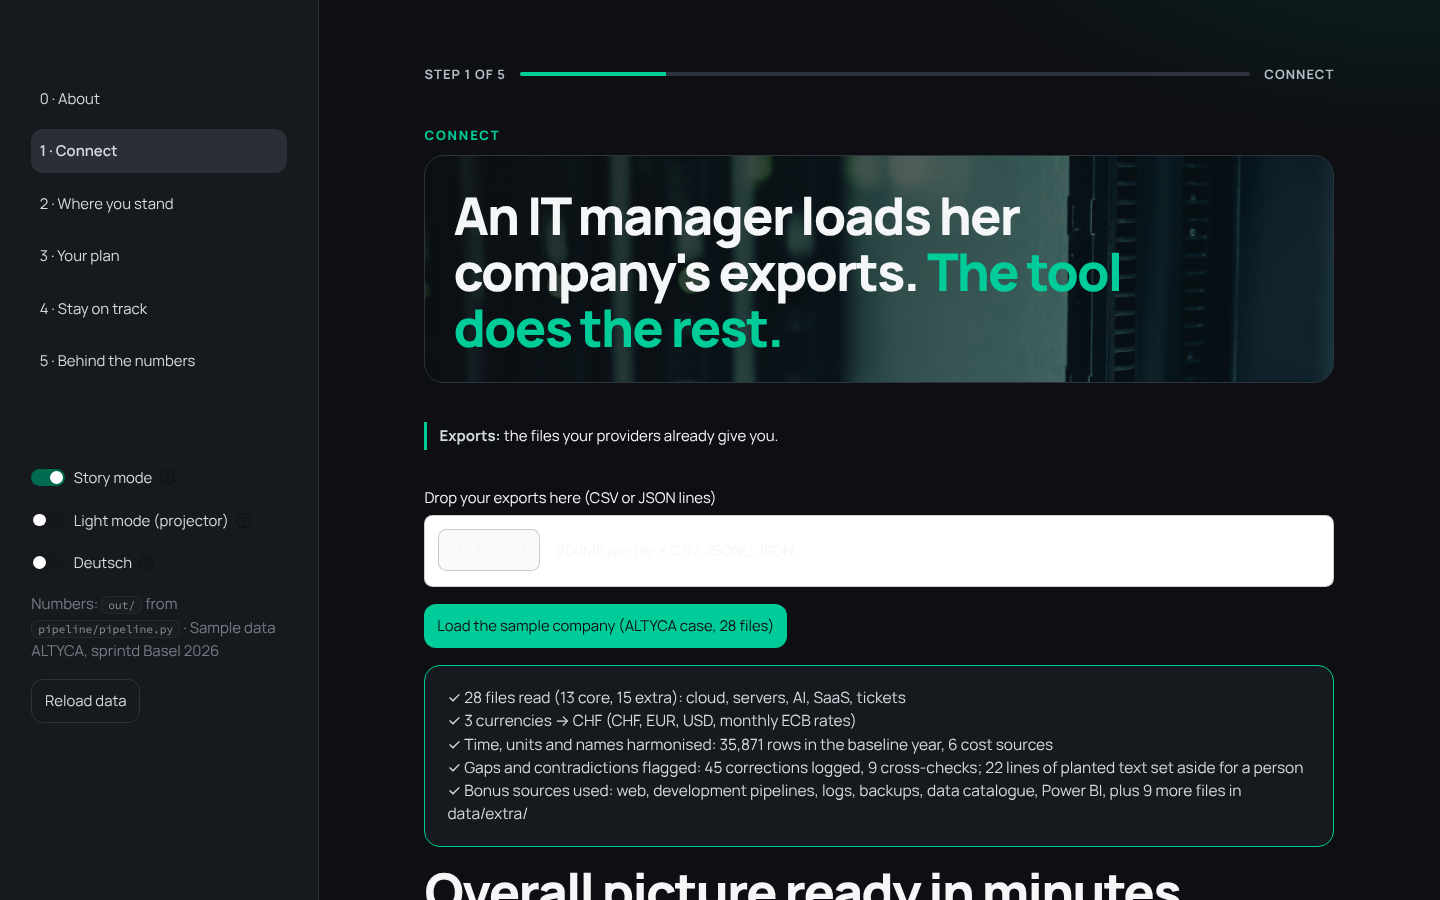 0 · About
1 · Connect
2 · Where you stand
3 · Your plan
4 · Stay on track
5 · Behind the numbers
Story mode
Light mode (projector)
Deutsch
Numbers: out/ from
pipeline/pipeline.py · Sample data
ALTYCA, sprintd Basel 2026
Reload data
STEP 1 OF 5
CONNECT
CONNECT
An IT manager loads her
company's exports. The tool
does the rest.
Exports: the files your providers already give you.
Drop your exports here (CSV or JSON lines)
Upload
200MB per file • CSV, JSONL, JSON
Load the sample company (ALTYCA case, 28 files)
✓ 28 files read (13 core, 15 extra): cloud, servers, AI, SaaS, tickets
✓ 3 currencies → CHF (CHF, EUR, USD, monthly ECB rates)
✓ Time, units and names harmonised: 35,871 rows in the baseline year, 6 cost sources
✓ Gaps and contradictions flagged: 45 corrections logged, 9 cross-checks; 22 lines of planted text set aside for a person
✓ Bonus sources used: web, development pipelines, logs, backups, data catalogue, Power BI, plus 9 more files in
data/extra/
Overall picture ready in minutes